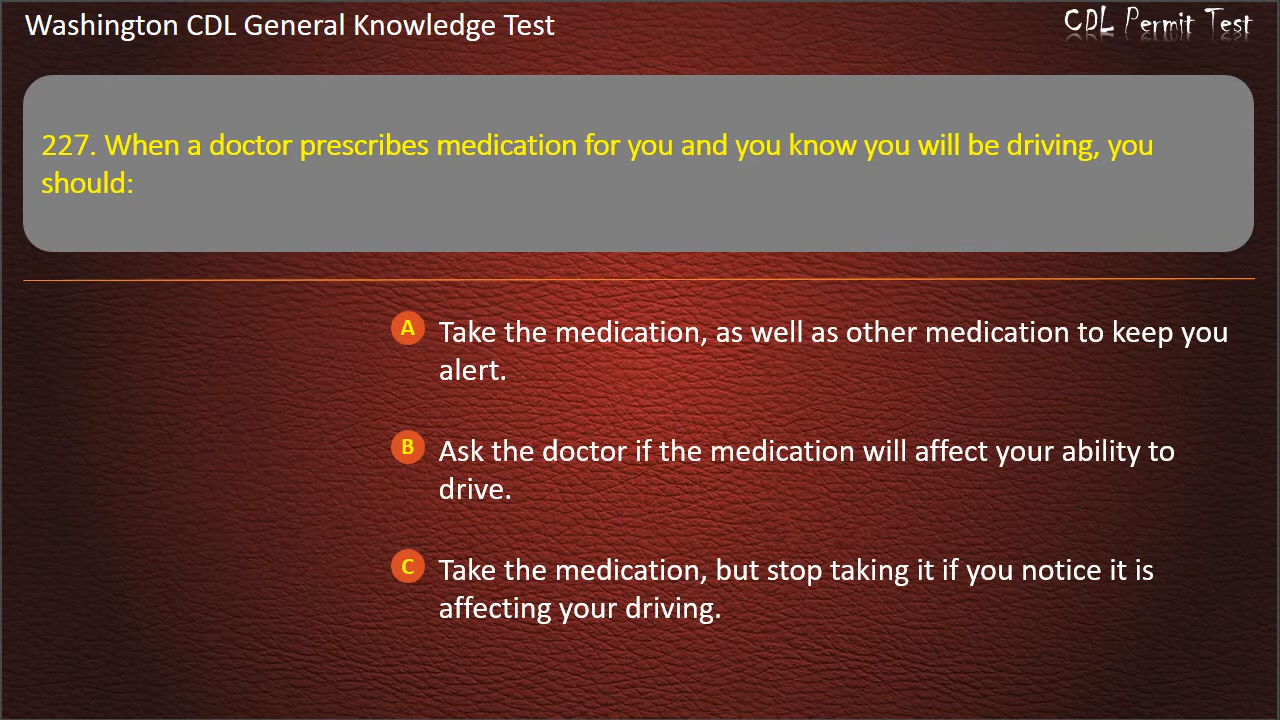 Washington CDL General Knowledge Test
CDL Permit Test
227. When a doctor prescribes medication for you and you know you will be driving, you
should:
A Take the medication, as well as other medication to keep you
alert.
B Ask the doctor if the medication will affect your ability to
drive.
C Take the medication, but stop taking it if you notice it is
affecting your driving.